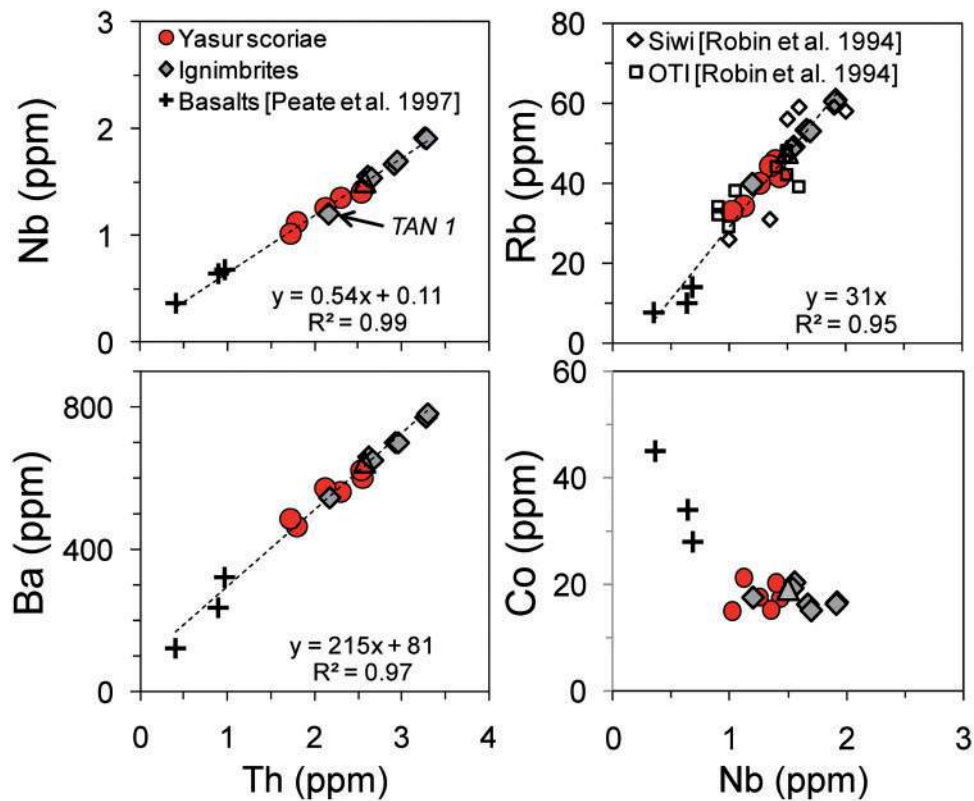 3
2
1
0
Nb (ppm)
Yasur scoriae
Ignimbrites
Basalts [Peate et al. 1997]
TAN 1
y = 0.54x + 0.11
R² = 0.99
80
60
40
20
0
Rb (ppm)
Siwi [Robin et al. 1994]
OTI [Robin et al. 1994]
y = 31x
R² = 0.95
800
400
0
Ba (ppm)
y = 215x + 81
R² = 0.97
0 1 2 3 4
Th (ppm)
60
40
20
0
Co (ppm)
0 1 2 3
Nb (ppm)